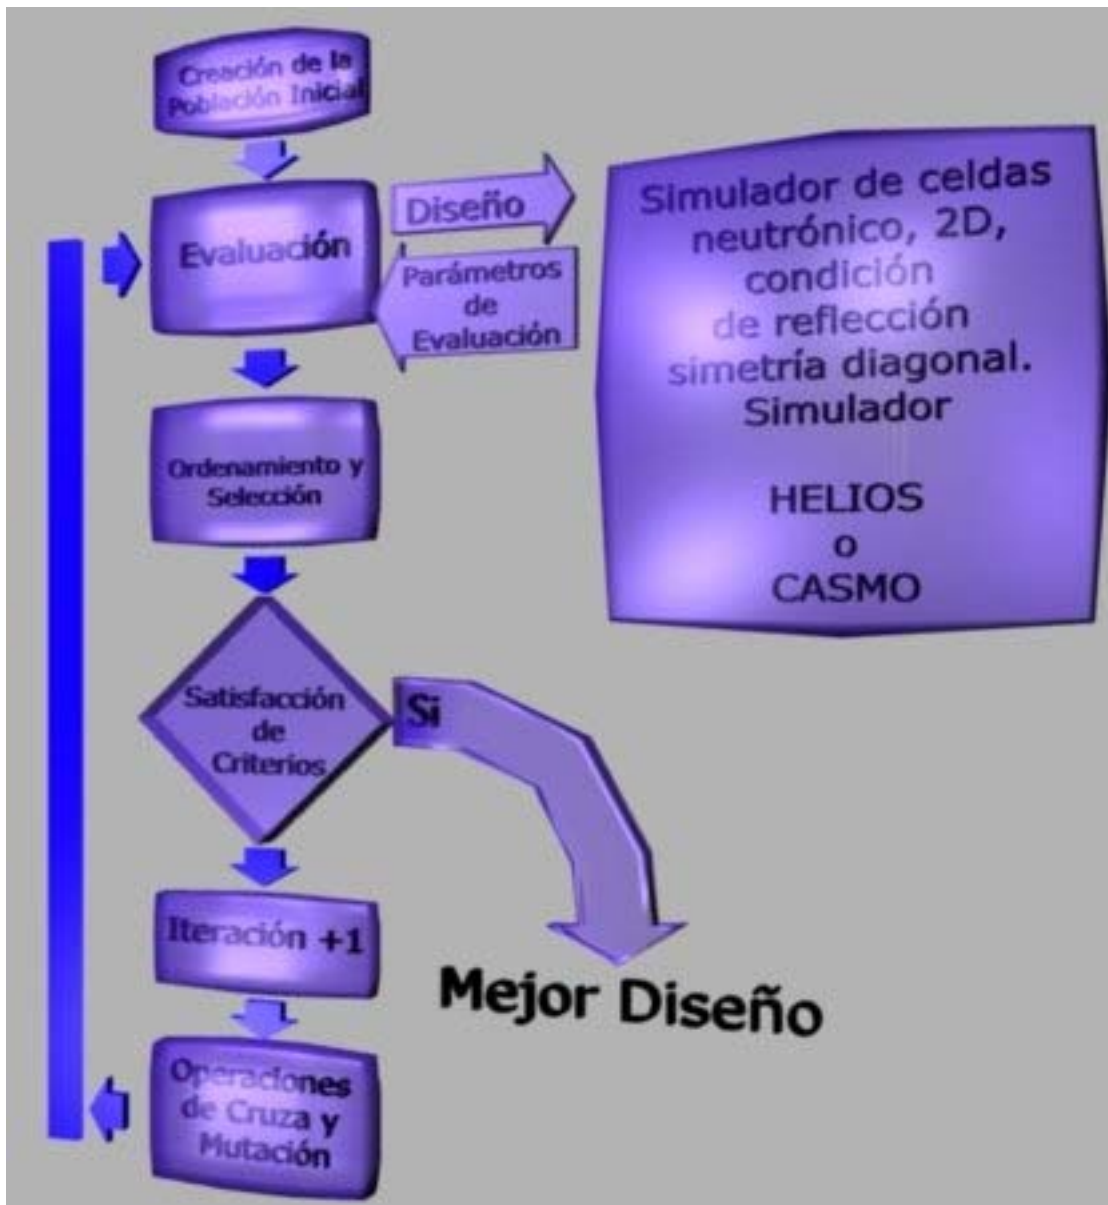 Creación de la
Población Inicial
Evaluación
Diseño
Parámetros
de
Evaluación
Simulador de celdas
neutrónico, 2D,
condición
de reflección
simetría diagonal.
Simulador
HELIOS
o
CASMO
Ordenamiento y
Selección
Satisfacción
de
Criterios
Si
Iteración +1
Mejor Diseño
Operaciones
de Cruza y
Mutación